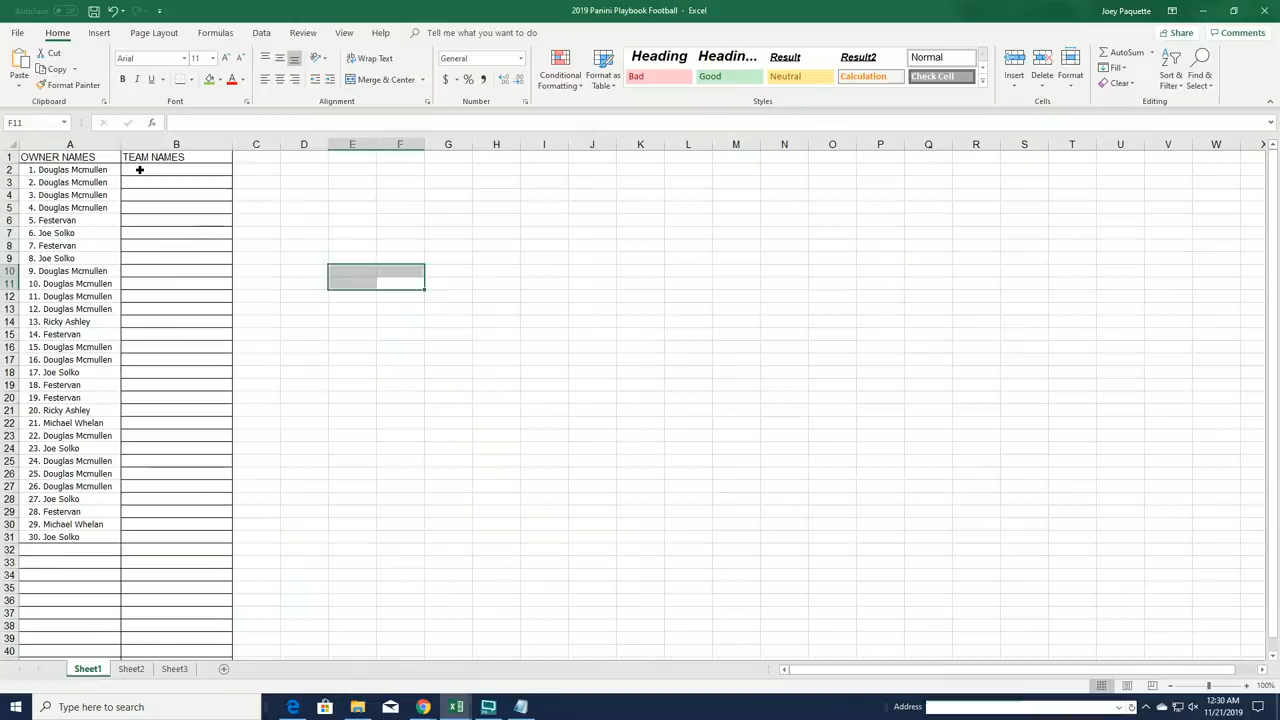 AutoSave Off 2019 Panini Playbook Football - Excel Joey Paquette
File Home Insert Page Layout Formulas Data Review View Help Tell me what you want to do Share Comments
Paste Cut Copy Format Painter
Arial 11 A A
B I U A
Wrap Text
Merge & Center
General
$ % ,
Conditional Formatting Format as Table
Heading Headin... Result Result2 Normal
Bad Good Neutral Calculation Check Cell
Insert Delete Format
AutoSum
Fill
Clear
Sort & Filter Find & Select
Clipboard Font Alignment Number Styles Cells Editing
F11 fx
A B C D E F G H I J K L M N O P Q R S T U V W X
1 OWNER NAMES TEAM NAMES
2 1. Douglas Mcmullen
3 2. Douglas Mcmullen
4 3. Douglas Mcmullen
5 4. Douglas Mcmullen
6 5. Festervan
7 6. Joe Solko
8 7. Festervan
9 8. Joe Solko
10 9. Douglas Mcmullen
11 10. Douglas Mcmullen
12 11. Douglas Mcmullen
13 12. Douglas Mcmullen
14 13. Ricky Ashley
15 14. Festervan
16 15. Douglas Mcmullen
17 16. Douglas Mcmullen
18 17. Joe Solko
19 18. Festervan
20 19. Festervan
21 20. Ricky Ashley
22 21. Michael Whelan
23 22. Douglas Mcmullen
24 23. Joe Solko
25 24. Douglas Mcmullen
26 25. Douglas Mcmullen
27 26. Douglas Mcmullen
28 27. Joe Solko
29 28. Festervan
30 29. Michael Whelan
31 30. Joe Solko
32
33
34
35
36
37
38
39
40
Sheet1 Sheet2 Sheet3
100%
Type here to search Address 12:30 AM
11/21/2019